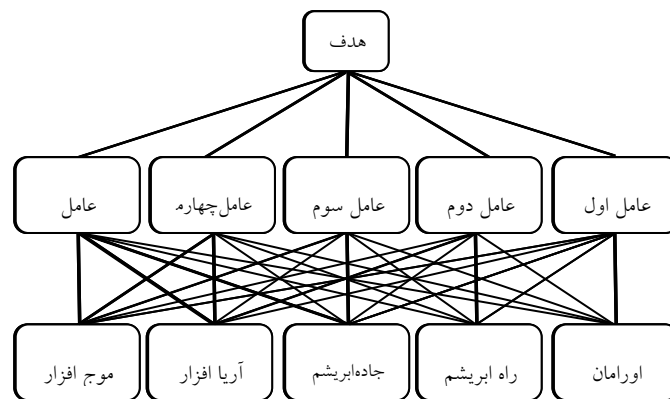 هدف
عامل اول
عامل دوم
عامل سوم
عامل چهارم
عامل
اورامان
راه ابریشم
جاده‌ابریشم
آریا افزار
موج افزار